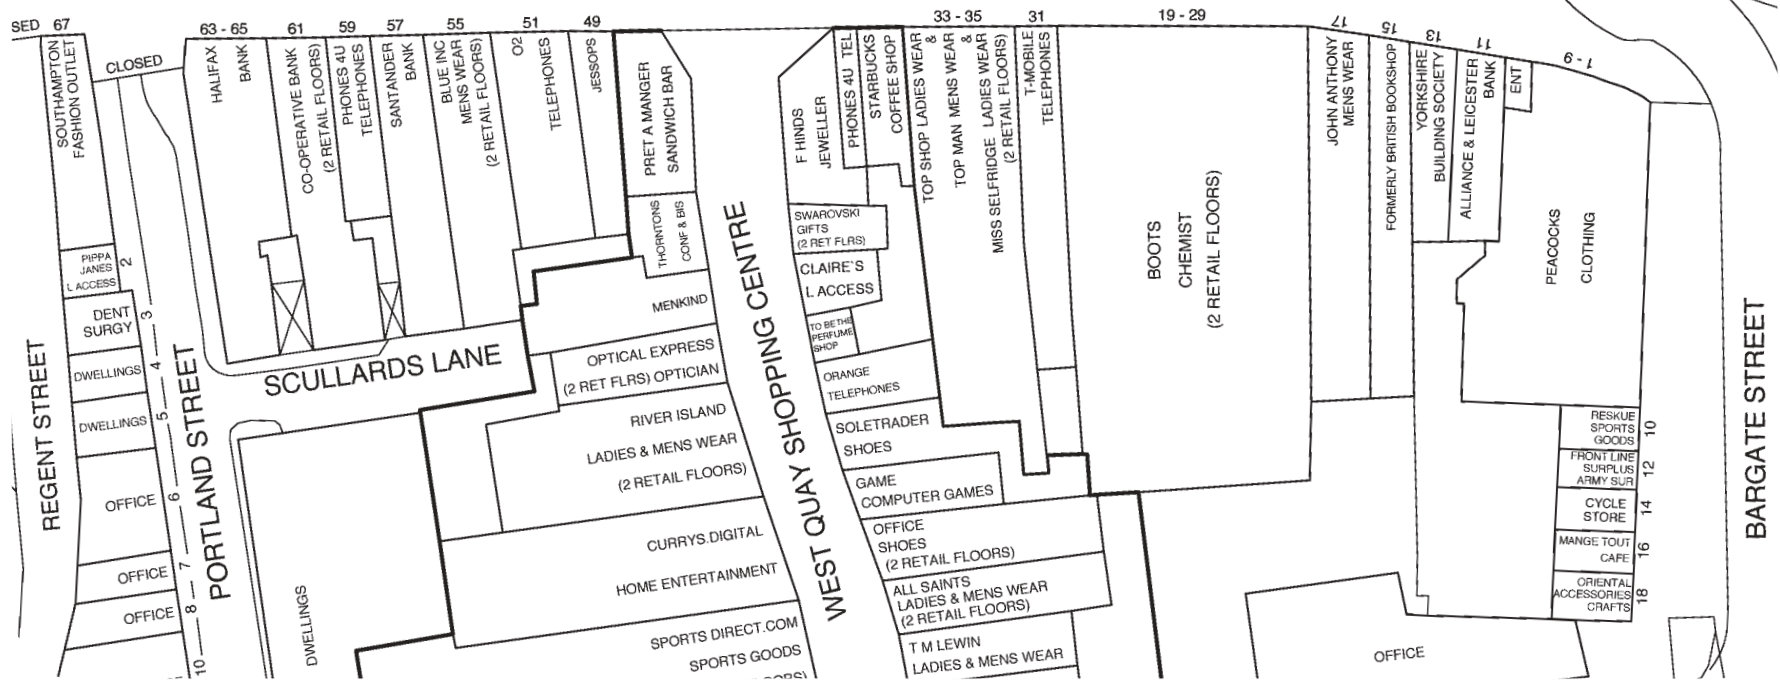 SED 67
63 - 65
61
59
57
55
51
49
33 - 35
31
19 - 29
17
15
13
11
1 - 9
SOUTHAMPTON
FASHION OUTLET
CLOSED
HALIFAX
BANK
CO-OPERATIVE BANK
(2 RETAIL FLOORS)
PHONES 4U
TELEPHONES
SANTANDER
BANK
BLUE INC
MENS WEAR
(2 RETAIL FLOORS)
O2
TELEPHONES
JESSOPS
PRET A MANGER
SANDWICH BAR
THORNTONS
CONF & BIS
F HINDS
JEWELLER
PHONES 4U TEL
STARBUCKS
COFFEE SHOP
TOP SHOP LADIES WEAR
&
TOP MAN MENS WEAR
&
MISS SELFRIDGE LADIES WEAR
(2 RETAIL FLOORS)
T-MOBILE
TELEPHONES
BOOTS
CHEMIST
(2 RETAIL FLOORS)
JOHN ANTHONY
MENS WEAR
FORMERLY BRITISH BOOKSHOP
YORKSHIRE
BUILDING SOCIETY
ALLIANCE & LEICESTER
BANK
ENT
PEACOCKS
CLOTHING
PIPPA
JANES
L ACCESS
2
DENT
SURGY
3
DWELLINGS
4
DWELLINGS
5
OFFICE
6
OFFICE
7
OFFICE
8
10
REGENT STREET
PORTLAND STREET
SCULLARDS LANE
DWELLINGS
MENKIND
OPTICAL EXPRESS
(2 RET FLRS) OPTICIAN
RIVER ISLAND
LADIES & MENS WEAR
(2 RETAIL FLOORS)
CURRYS.DIGITAL
HOME ENTERTAINMENT
SPORTS DIRECT.COM
SPORTS GOODS
OORS)
WEST QUAY SHOPPING CENTRE
SWAROVSKI
GIFTS
(2 RET FLRS)
CLAIRE'S
L ACCESS
TO BE THE
PERFUME
SHOP
ORANGE
TELEPHONES
SOLETRADER
SHOES
GAME
COMPUTER GAMES
OFFICE
SHOES
(2 RETAIL FLOORS)
ALL SAINTS
LADIES & MENS WEAR
(2 RETAIL FLOORS)
T M LEWIN
LADIES & MENS WEAR
RESKUE
SPORTS
GOODS
10
FRONT LINE
SURPLUS
ARMY SUR
12
CYCLE
STORE
14
MANGE TOUT
CAFE
16
ORIENTAL
ACCESSORIES
CRAFTS
18
OFFICE
BARGATE STREET